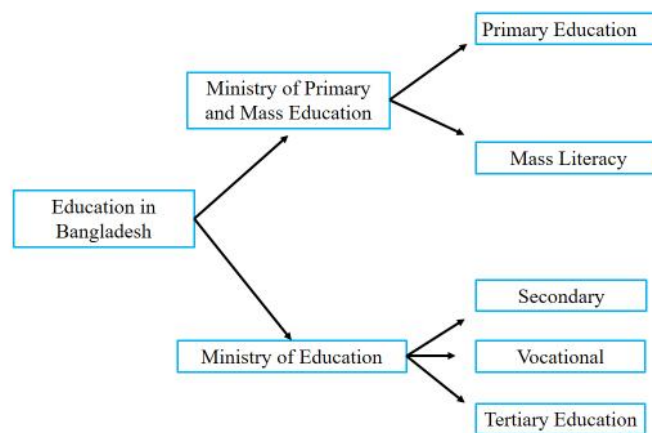 Primary Education
Ministry of Primary
and Mass Education
Mass Literacy
Education in
Bangladesh
Secondary
Ministry of Education
Vocational
Tertiary Education